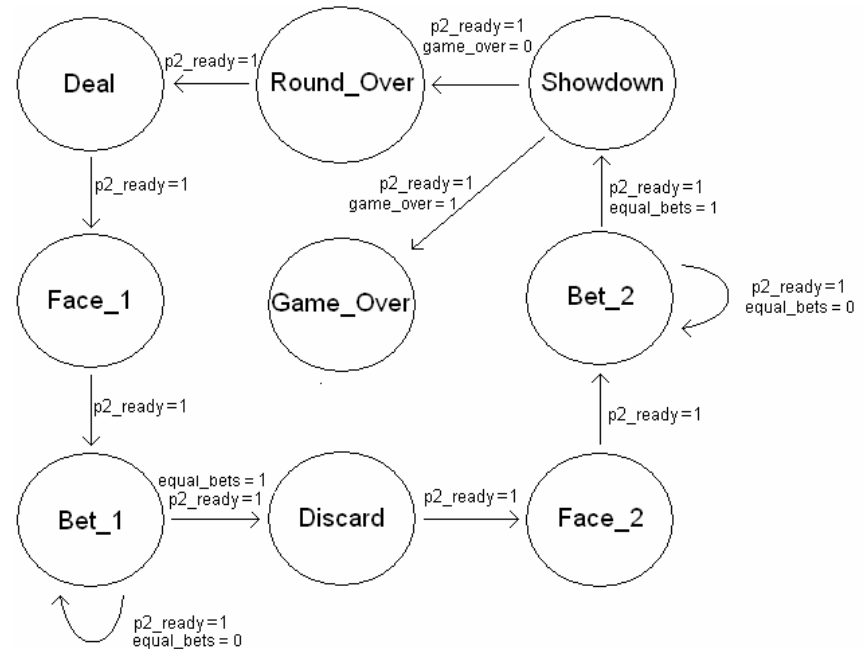 p2_ready=1
game_over = 0
p2_ready=1
Deal
Round_Over
Showdown
p2_ready=1
p2_ready=1
game_over = 1
p2_ready=1
equal_bets = 1
Face_1
Game_Over
Bet_2
p2_ready=1
equal_bets = 0
p2_ready=1
p2_ready=1
equal_bets = 1
p2_ready=1
p2_ready=1
Bet_1
Discard
Face_2
p2_ready=1
equal_bets = 0